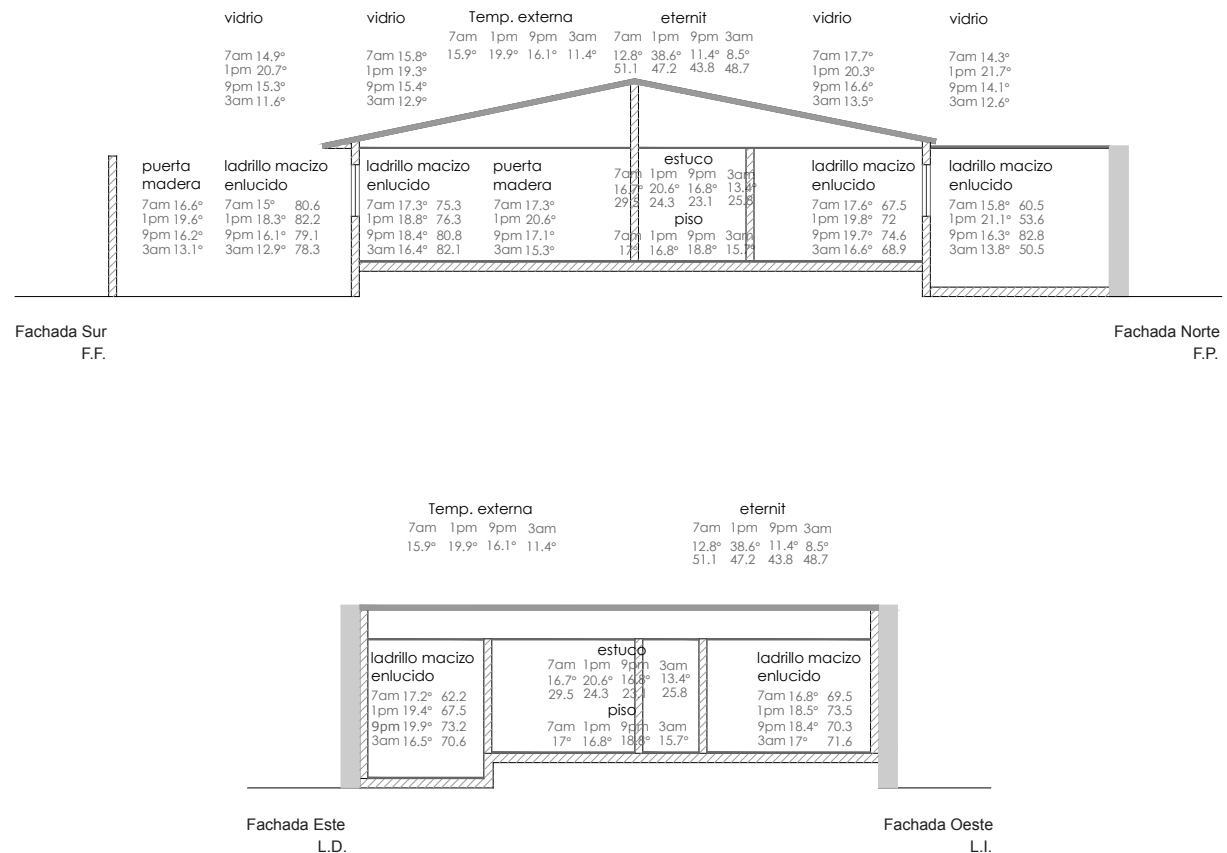 vidrio
7am 14.9°
1pm 20.7°
9pm 15.3°
3am 11.6°
vidrio
7am 15.8°
1pm 19.3°
9pm 15.4°
3am 12.9°
Temp. externa
7am 1pm 9pm 3am
15.9° 19.9° 16.1° 11.4°
eternit
7am 1pm 9pm 3am
12.8° 38.6° 11.4° 8.5°
51.1 47.2 43.8 48.7
vidrio
7am 17.7°
1pm 20.3°
9pm 16.6°
3am 13.5°
vidrio
7am 14.3°
1pm 21.7°
9pm 14.1°
3am 12.6°
puerta
madera
7am 16.6°
1pm 19.6°
9pm 16.2°
3am 13.1°
ladrillo macizo
enlucido
7am 15° 80.6
1pm 18.3° 82.2
9pm 16.1° 79.1
3am 12.9° 78.3
ladrillo macizo
enlucido
7am 17.3° 75.3
1pm 18.8° 76.3
9pm 18.4° 80.8
3am 16.4° 82.1
puerta
madera
7am 17.3°
1pm 20.6°
9pm 17.1°
3am 15.3°
estuco
7am 1pm 9pm 3am
16.7° 20.6° 16.8° 13.4°
29.5 24.3 23.1 25.8
piso
7am 1pm 9pm 3am
17° 16.8° 18.8° 15.7°
ladrillo macizo
enlucido
7am 17.6° 67.5
1pm 19.8° 72
9pm 19.7° 74.6
3am 16.6° 68.9
ladrillo macizo
enlucido
7am 15.8° 60.5
1pm 21.1° 53.6
9pm 16.3° 82.8
3am 13.8° 50.5
Fachada Sur
F.F.
Fachada Norte
F.P.
Temp. externa
7am 1pm 9pm 3am
15.9° 19.9° 16.1° 11.4°
eternit
7am 1pm 9pm 3am
12.8° 38.6° 11.4° 8.5°
51.1 47.2 43.8 48.7
ladrillo macizo
enlucido
7am 17.2° 62.2
1pm 19.4° 67.5
9pm 19.9° 73.2
3am 16.5° 70.6
estuco
7am 1pm 9pm 3am
16.7° 20.6° 16.8° 13.4°
29.5 24.3 23.1 25.8
piso
7am 1pm 9pm 3am
17° 16.8° 18.8° 15.7°
ladrillo macizo
enlucido
7am 16.8° 69.5
1pm 18.5° 73.5
9pm 18.4° 70.3
3am 17° 71.6
Fachada Este
L.D.
Fachada Oeste
L.I.